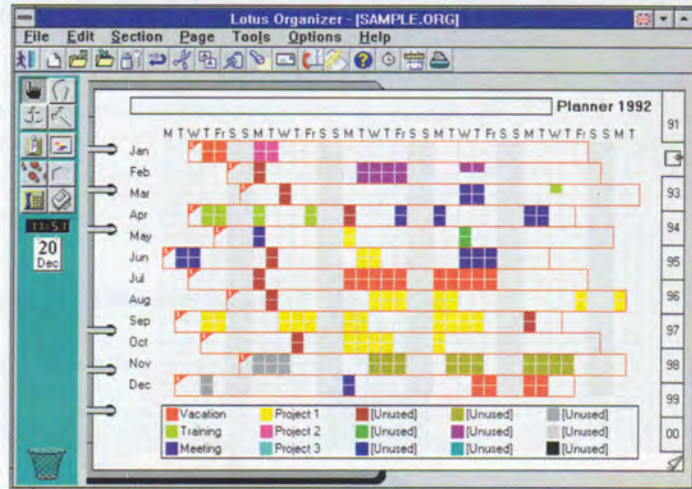 Lotus Organizer - [SAMPLE.ORG]
File Edit Section Page Tools Options Help
Planner 1992
M T W T Fr S S M T W T Fr S S M T W T Fr S S M T W T Fr S S M T W T Fr S S M T
Jan
Feb
Mar
Apr
May
Jun
Jul
Aug
Sep
Oct
Nov
Dec
91
93
94
95
96
97
98
99
00
11:51
20
Dec
Vacation Project 1 [Unused] [Unused] [Unused]
Training Project 2 [Unused] [Unused] [Unused]
Meeting Project 3 [Unused] [Unused] [Unused]